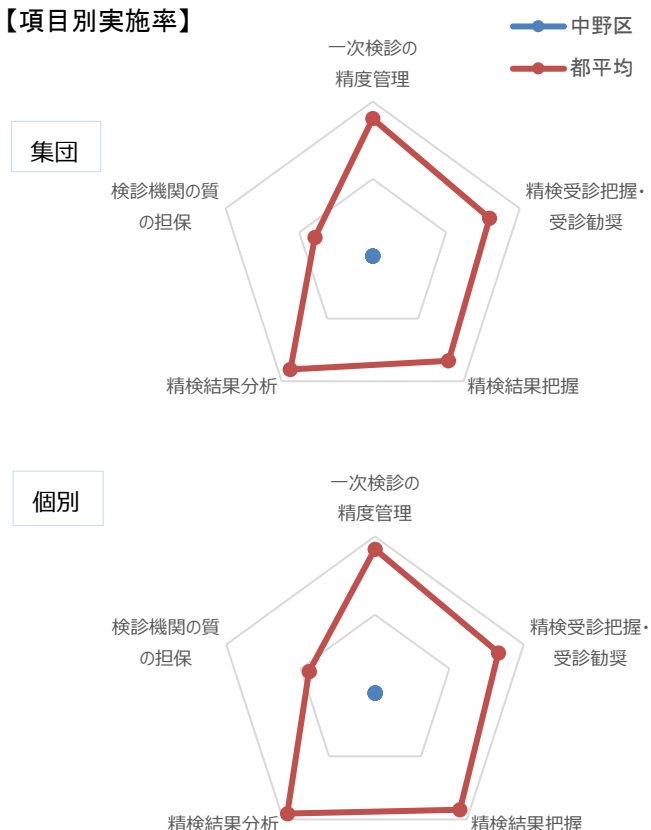 【項目別実施率】
中野区
都平均
集団
一次検診の
精度管理
精検受診把握・
受診勧奨
精検結果把握
精検結果分析
検診機関の質
の担保
個別
一次検診の
精度管理
精検受診把握・
受診勧奨
精検結果把握
精検結果分析
検診機関の質
の担保